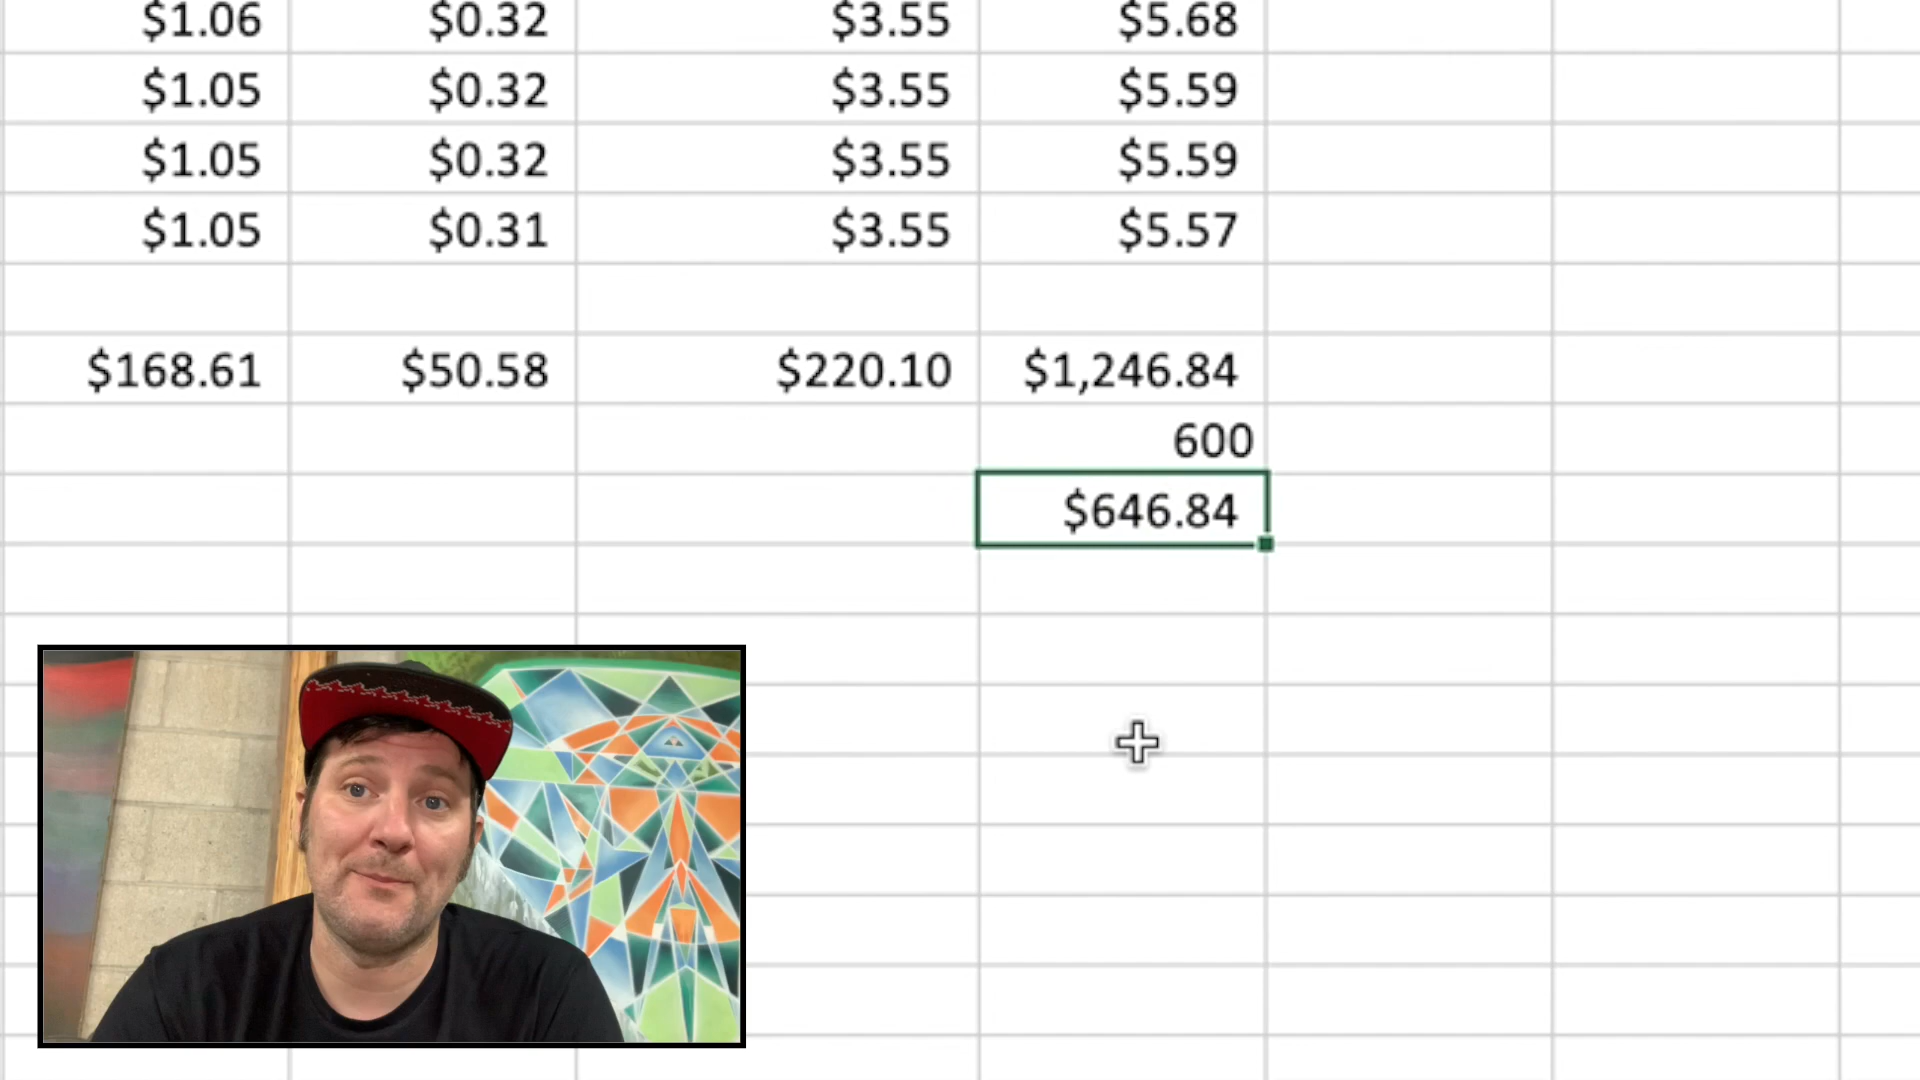 $1.06 $0.32 $3.55 $5.68
$1.05 $0.32 $3.55 $5.59
$1.05 $0.32 $3.55 $5.59
$1.05 $0.31 $3.55 $5.57
$168.61 $50.58 $220.10 $1,246.84
600
$646.84